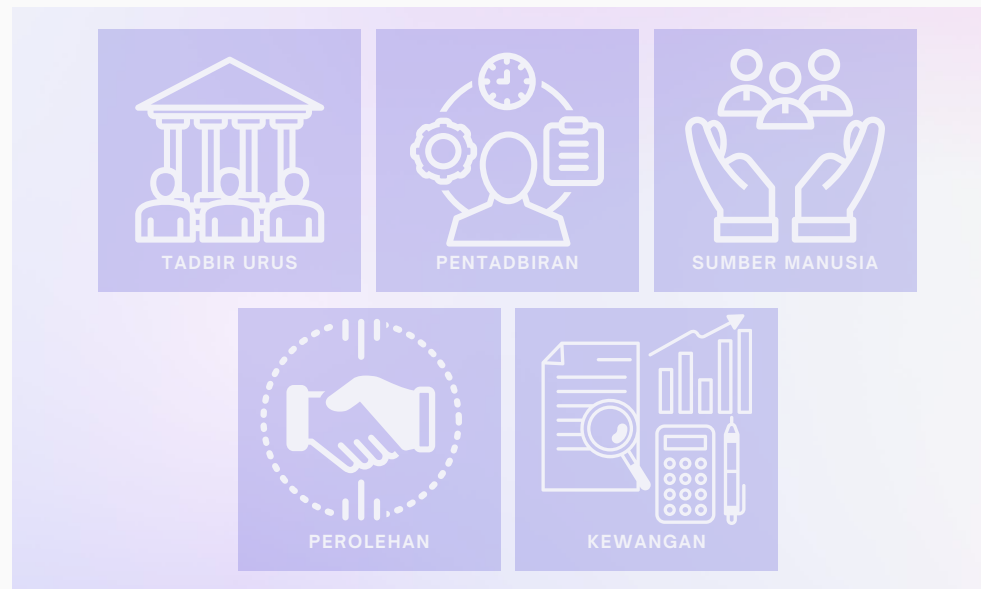 TADBIR URUS
PENTADBIRAN
SUMBER MANUSIA
PEROLEHAN
KEWANGAN